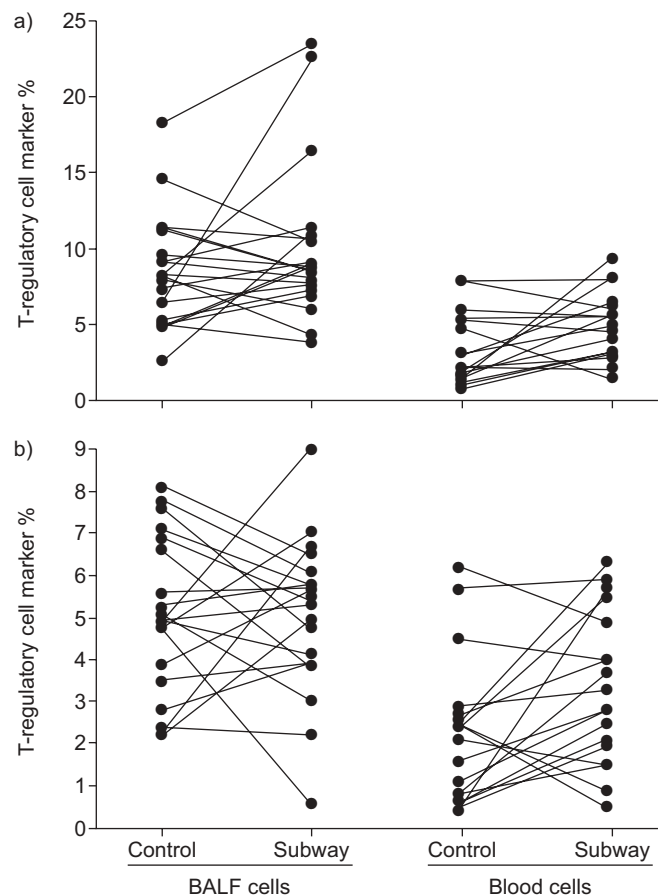 a)
T-regulatory cell marker %
25
20
15
10
5
0
b)
T-regulatory cell marker %
9
8
7
6
5
4
3
2
1
0
Control Subway Control Subway
BALF cells Blood cells